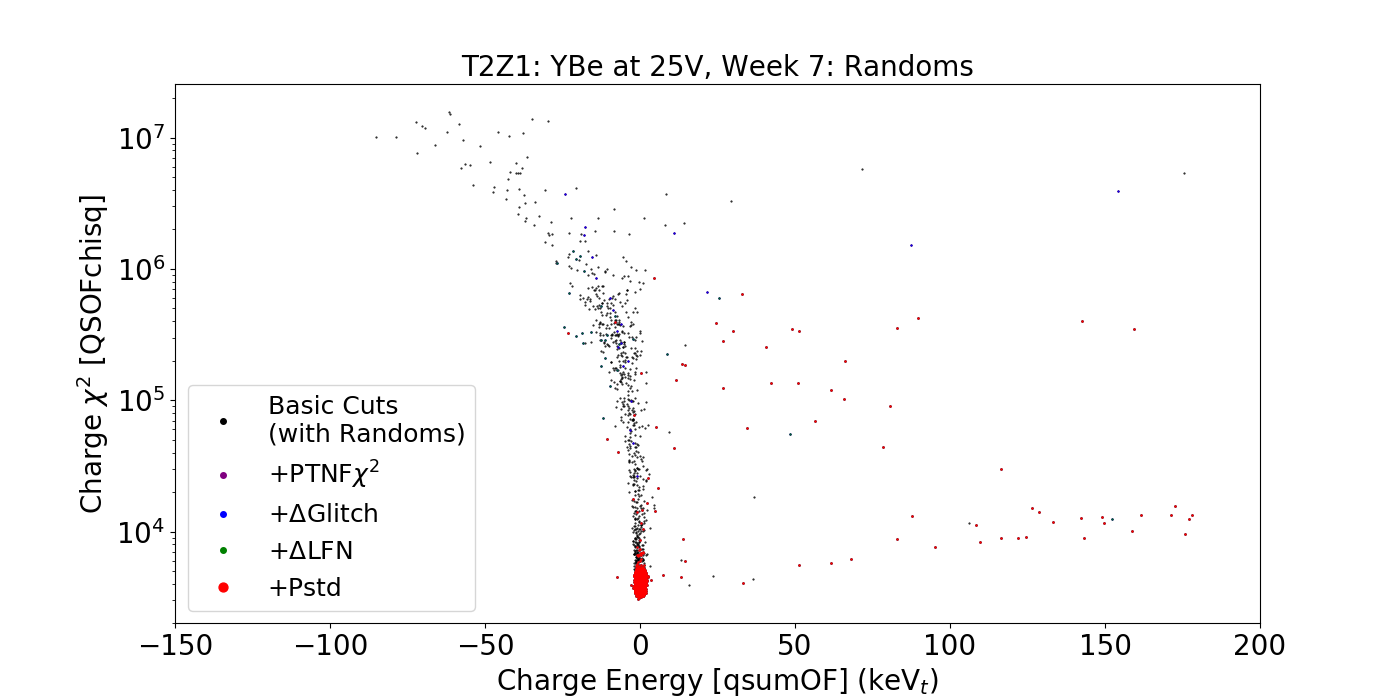 T2Z1: YBe at 25V, Week 7: Randoms
Charge χ² [QSOFchisq]
10⁷
10⁶
10⁵
10⁴
Basic Cuts
(with Randoms)
+PTNFχ²
+ΔGlitch
+ΔLFN
+Pstd
−150 −100 −50 0 50 100 150 200
Charge Energy [qsumOF] (keVₜ)